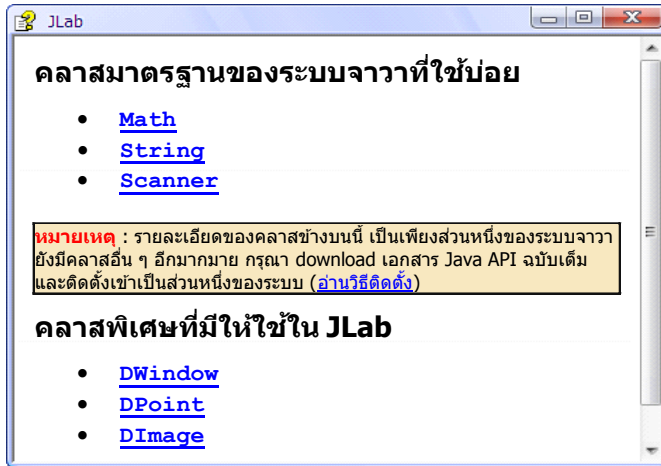 JLab
คลาสมาตรฐานของระบบจาวาที่ใช้บ่อย
• Math
• String
• Scanner
หมายเหตุ : รายละเอียดของคลาสข้างบนนี้ เป็นเพียงส่วนหนึ่งของระบบจาวา
ยังมีคลาสอื่น ๆ อีกมากมาย กรุณา download เอกสาร Java API ฉบับเต็ม
และติดตั้งเข้าเป็นส่วนหนึ่งของระบบ (อ่านวิธีติดตั้ง)
คลาสพิเศษที่มีให้ใช้ใน JLab
• DWindow
• DPoint
• DImage